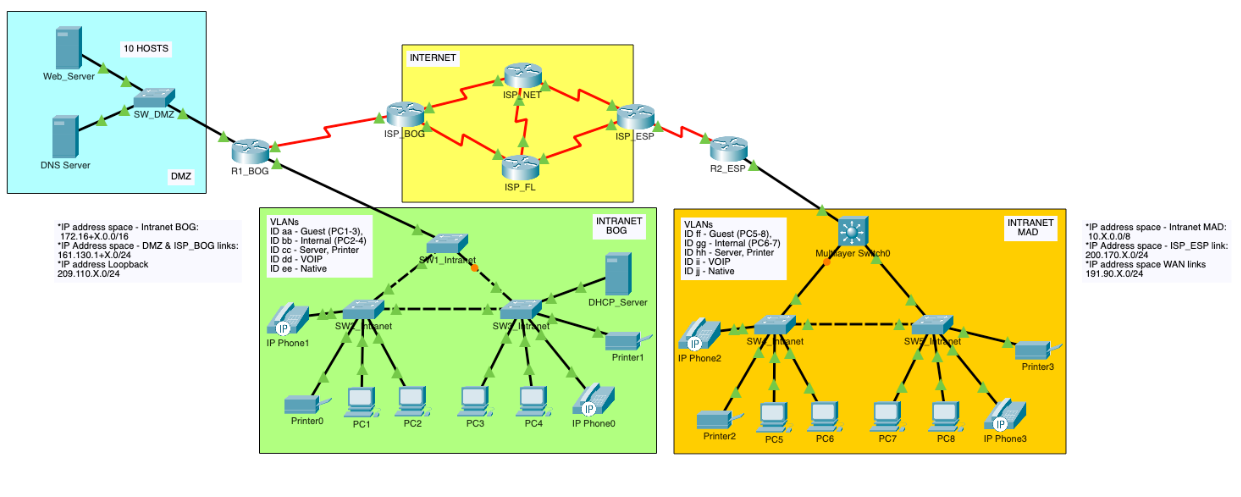 10 HOSTS
Web_Server
SW_DMZ
DNS Server
DMZ
R1_BOG
INTERNET
ISP_NET
ISP_BOG
ISP_ESP
ISP_FL
R2_ESP
*IP address space - Intranet BOG:
172.16+X.0.0/16
*IP Address space - DMZ & ISP_BOG links:
161.130.1+X.0/24
*IP address Loopback
209.110.X.0/24
VLANs
ID aa - Guest (PC1-3),
ID bb - Internal (PC2-4)
ID cc - Server, Printer
ID dd - VOIP
ID ee - Native
INTRANET
BOG
SW1_Intranet
DHCP_Server
SW2_Intranet
SW3_Intranet
IP
IP Phone1
Printer1
Printer0
PC1
PC2
PC3
PC4
IP
IP Phone0
VLANs
ID ff - Guest (PC5-8),
ID gg - Internal (PC6-7)
ID hh - Server, Printer
ID ii - VOIP
ID jj - Native
INTRANET
MAD
Multilayer Switch0
IP
IP Phone2
SW4_Intranet
SW5_Intranet
Printer3
Printer2
PC5
PC6
PC7
PC8
IP
IP Phone3
*IP address space - Intranet MAD:
10.X.0.0/8
*IP Address space - ISP_ESP link:
200.170.X.0/24
*IP address space WAN links
191.90.X.0/24